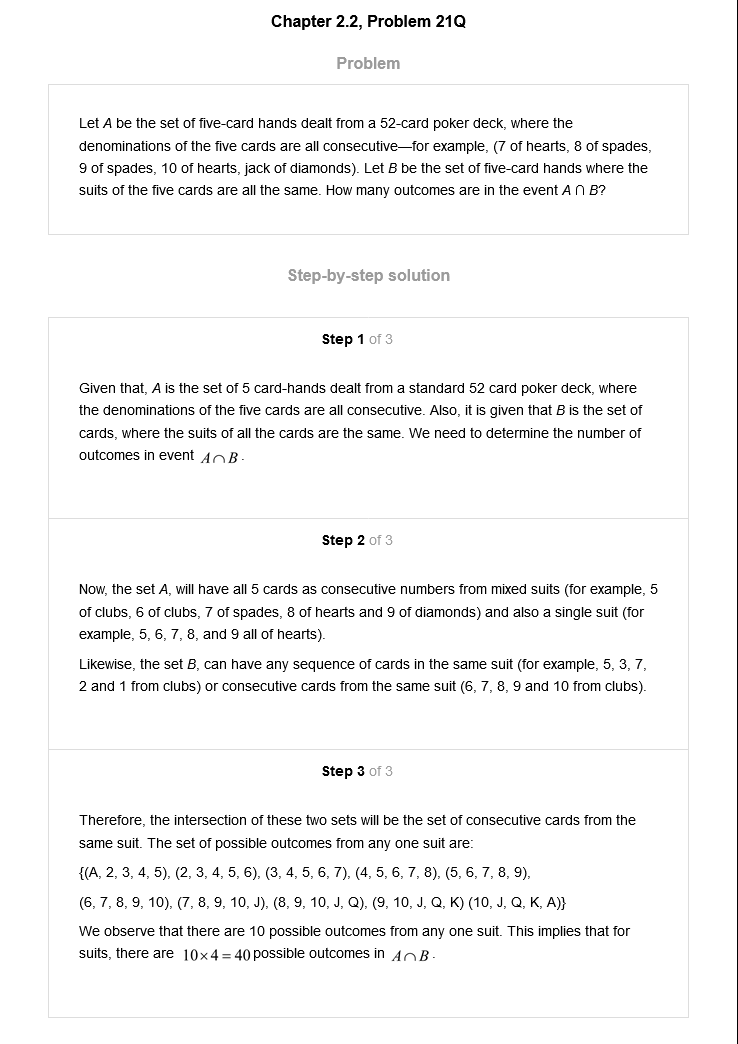 Chapter 2.2, Problem 21Q
Problem
Let A be the set of five-card hands dealt from a 52-card poker deck, where the
denominations of the five cards are all consecutive—for example, (7 of hearts, 8 of spades,
9 of spades, 10 of hearts, jack of diamonds). Let B be the set of five-card hands where the
suits of the five cards are all the same. How many outcomes are in the event A ∩ B?
Step-by-step solution
Step 1 of 3
Given that, A is the set of 5 card-hands dealt from a standard 52 card poker deck, where
the denominations of the five cards are all consecutive. Also, it is given that B is the set of
cards, where the suits of all the cards are the same. We need to determine the number of
outcomes in event A∩B.
Step 2 of 3
Now, the set A, will have all 5 cards as consecutive numbers from mixed suits (for example, 5
of clubs, 6 of clubs, 7 of spades, 8 of hearts and 9 of diamonds) and also a single suit (for
example, 5, 6, 7, 8, and 9 all of hearts).
Likewise, the set B, can have any sequence of cards in the same suit (for example, 5, 3, 7,
2 and 1 from clubs) or consecutive cards from the same suit (6, 7, 8, 9 and 10 from clubs).
Step 3 of 3
Therefore, the intersection of these two sets will be the set of consecutive cards from the
same suit. The set of possible outcomes from any one suit are:
{(A, 2, 3, 4, 5), (2, 3, 4, 5, 6), (3, 4, 5, 6, 7), (4, 5, 6, 7, 8), (5, 6, 7, 8, 9),
(6, 7, 8, 9, 10), (7, 8, 9, 10, J), (8, 9, 10, J, Q), (9, 10, J, Q, K) (10, J, Q, K, A)}
We observe that there are 10 possible outcomes from any one suit. This implies that for
suits, there are 10×4=40 possible outcomes in A∩B.